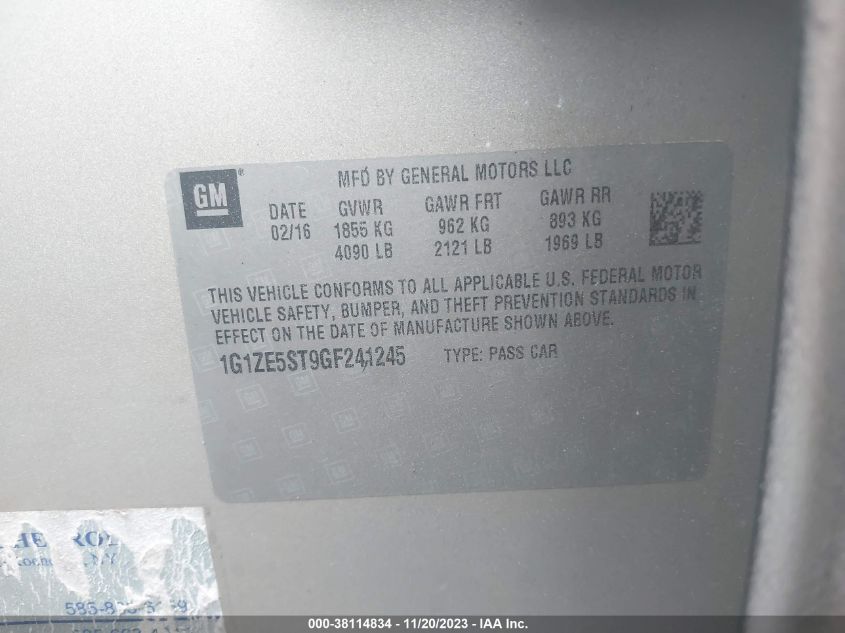 GM ®
MFD BY GENERAL MOTORS LLC
DATE GVWR GAWR FRT GAWR RR
02/16 1855 KG 962 KG 893 KG
4090 LB 2121 LB 1969 LB
THIS VEHICLE CONFORMS TO ALL APPLICABLE U.S. FEDERAL MOTOR
VEHICLE SAFETY, BUMPER, AND THEFT PREVENTION STANDARDS IN
EFFECT ON THE DATE OF MANUFACTURE SHOWN ABOVE.
1G1ZE5ST9GF241245 TYPE: PASS CAR
000-38114834 - 11/20/2023 - IAA Inc.